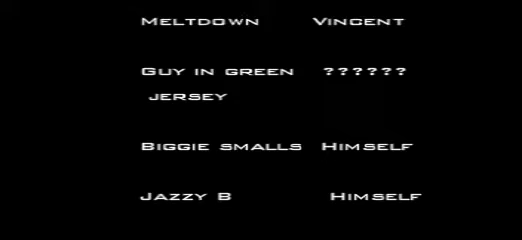 Meltdown Vincent
Guy in green ??????
jersey
Biggie smalls Himself
Jazzy B Himself